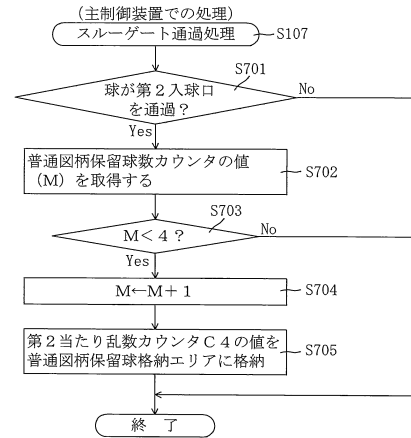 （主制御装置での処理）
スルーゲート通過処理
S107
球が第２入球口
を通過？
S701
No
Yes
普通図柄保留球数カウンタの値
（M）を取得する
S702
M＜４？
S703
No
Yes
M←M＋１
S704
第２当たり乱数カウンタＣ４の値を
普通図柄保留球格納エリアに格納
S705
終 了